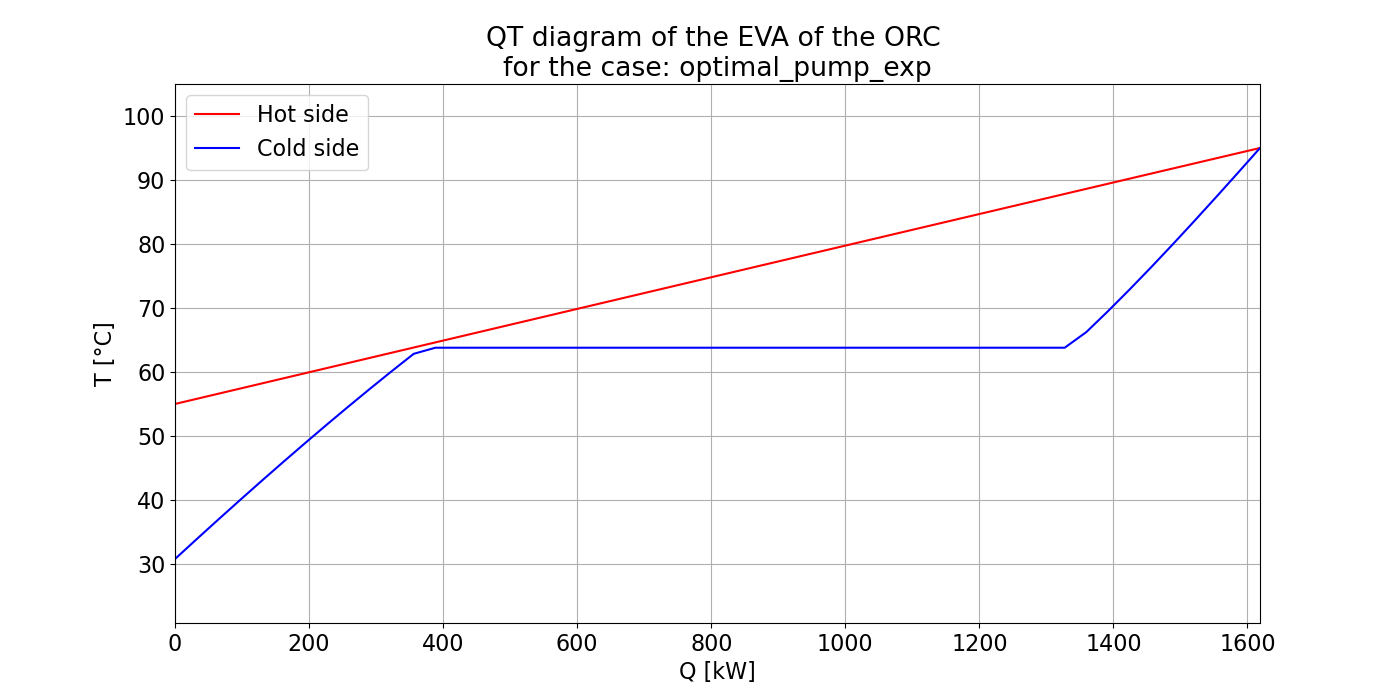 QT diagram of the EVA of the ORC
for the case: optimal_pump_exp
Hot side
Cold side
T [°C]
100
90
80
70
60
50
40
30
0 200 400 600 800 1000 1200 1400 1600
Q [kW]